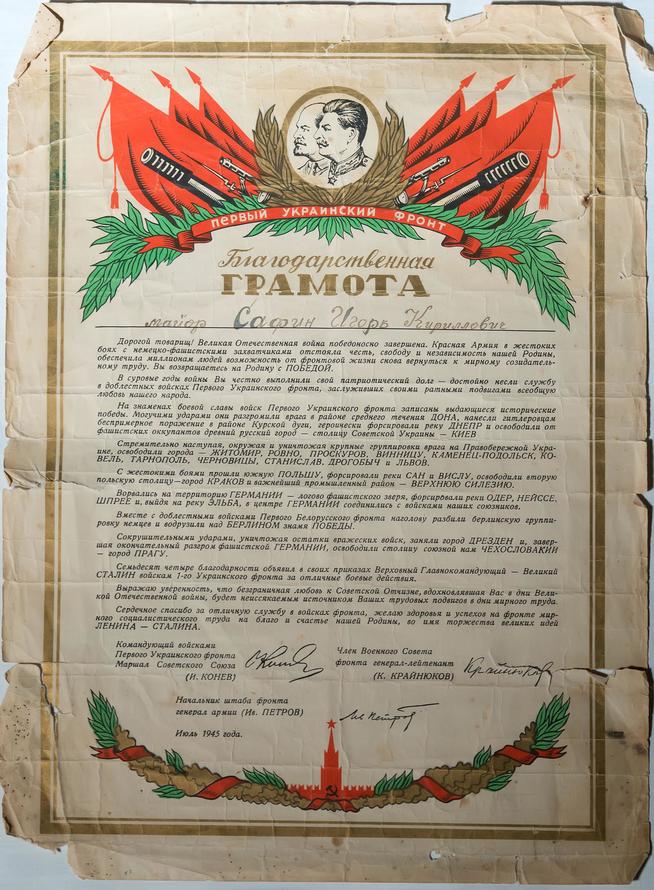 ПЕРВЫЙ УКРАИНСКИЙ ФРОНТ
Благодарственная
ГРАМОТА
майор Сафин Игорь Кириллович
Дорогой товарищ! Великая Отечественная война победоносно завершена. Красная Армия в жестоких
боях с немецко-фашистскими захватчиками отстояла честь, свободу и независимость нашей Родины,
обеспечила миллионам людей возможность от фронтовой жизни снова вернуться к мирному созидатель-
ному труду. Вы возвращаетесь на Родину с ПОБЕДОЙ.
В суровые годы войны Вы честно выполнили свой патриотический долг — достойно несли службу
в доблестных войсках Первого Украинского фронта, заслуживших своими ратными подвигами всеобщую
любовь нашего народа.
На знаменах боевой славы войск Первого Украинского фронта записаны выдающиеся исторические
победы. Могучими ударами они разгромили врага в районе среднего течения ДОНА, нанесли гитлеровцам
беспримерное поражение в районе Курской дуги, героически форсировали реку ДНЕПР и освободили от
фашистских оккупантов древний русский город — столицу Советской Украины — КИЕВ.
Стремительно наступая, окружая и уничтожая крупные группировки врага на Правобережной Укра-
ине, освободили города — ЖИТОМИР, РОВНО, ПРОСКУРОВ, ВИННИЦУ, КАМЕНЕЦ-ПОДОЛЬСК, КО-
ВЕЛЬ, ТАРНОПОЛЬ, ЧЕРНОВИЦЫ, СТАНИСЛАВ, ДРОГОБЫЧ и ЛЬВОВ.
С жестокими боями прошли южную ПОЛЬШУ, форсировали реки САН и ВИСЛУ, освободили вторую
польскую столицу—город КРАКОВ и важнейший промышленный район — ВЕРХНЮЮ СИЛЕЗИЮ.
Ворвались на территорию ГЕРМАНИИ — логово фашистского зверя, форсировали реки ОДЕР, НЕЙССЕ,
ШПРЕЕ и, выйдя на реку ЭЛЬБА, в центре ГЕРМАНИИ соединились с войсками наших союзников.
Вместе с доблестными войсками Первого Белорусского фронта наголову разбили берлинскую группи-
ровку немцев и водрузили над БЕРЛИНОМ знамя ПОБЕДЫ.
Сокрушительными ударами, уничтожая остатки вражеских войск, заняли город ДРЕЗДЕН и, завер-
шая окончательный разгром фашистской ГЕРМАНИИ, освободили столицу союзной нам ЧЕХОСЛОВАКИИ
— город ПРАГУ.
Семьдесят четыре благодарности объявил в своих приказах Верховный Главнокомандующий — Великий
СТАЛИН войскам 1-го Украинского фронта за отличные боевые действия.
Выражаю уверенность, что безграничная любовь к Советской Отчизне, вдохновлявшая Вас в дни Вели-
кой Отечественной войны, будет неиссякаемым источником Ваших трудовых подвигов в дни мирного труда.
Сердечное спасибо за отличную службу в войсках фронта, желаю здоровья и успехов на фронте мир-
ного социалистического труда на благо и счастье нашей Родины, во имя торжества великих идей
ЛЕНИНА — СТАЛИНА.
Командующий войсками
Первого Украинского фронта
Маршал Советского Союза
(И. КОНЕВ)
Член Военного Совета
фронта генерал-лейтенант
(К. КРАЙНЮКОВ)
Крайнюков
Начальник штаба фронта
генерал армии (Ив. ПЕТРОВ)
Ив Петров
Июль 1945 года.